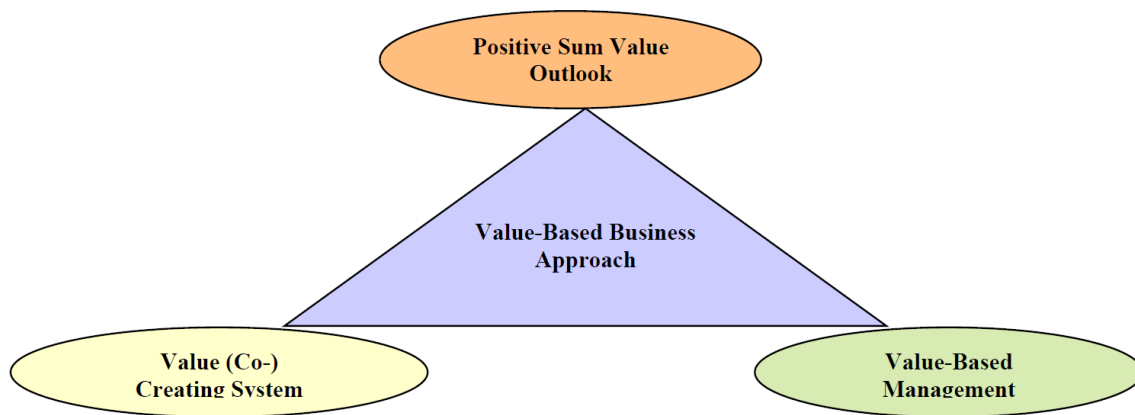 Positive Sum Value
Outlook
Value-Based Business
Approach
Value (Co-)
Creating System
Value-Based
Management